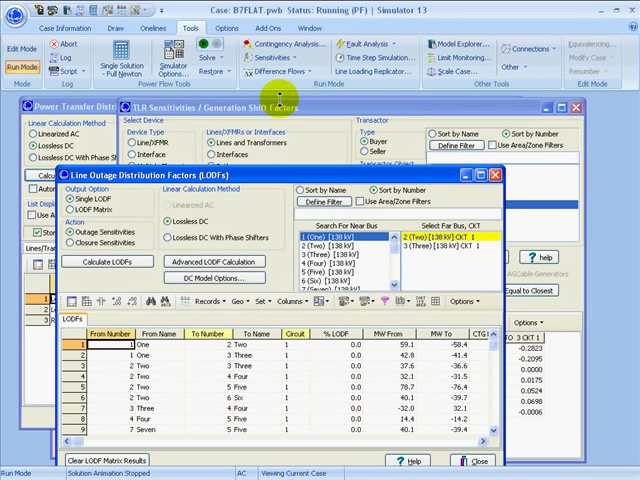 Case: B7FLAT.pwb Status: Running (PF) | Simulator 13
Case Information
Draw
Onelines
Tools
Options
Add Ons
Window
Edit Mode
Run Mode
Mode
Abort
Log
Script
Log
Single Solution - Full Newton
Simulator Options...
Solve
Restore
Power Flow Tools
Contingency Analysis...
Sensitivities
Difference Flows
Fault Analysis
Time Step Simulation...
Line Loading Replicator...
Run Mode
Model Explorer...
Limit Monitoring...
Scale Case...
Connections
Other Tools
Equivalencing...
Modify Case
Renumber
Edit Mode
Power Transfer Distr
Linear Calculation Method
Linearized AC
Lossless DC
Lossless DC With Phase Shifters
TLR Sensitivities / Generation Shift Factors
Select Device
Device Type
Line/XFMR
Interface
Lines/XFMRs or Interfaces
Lines and Transformers
Interfaces
Transactor
Type
Buyer
Seller
Transactor Object
Sort by Name
Sort by Number
Define Filter
Use Area/Zone Filters
Line Outage Distribution Factors (LODFs)
Output Option
Single LODF
LODF Matrix
Action
Outage Sensitivities
Closure Sensitivities
Linear Calculation Method
Linearized AC
Lossless DC
Lossless DC With Phase Shifters
Calculate LODFs
Advanced LODF Calculation
DC Model Options...
Sort by Name
Sort by Number
Define Filter
Use Area/Zone Filters
Search For Near Bus
1 (One) [138 kV]
2 (Two) [138 kV]
3 (Three) [138 kV]
4 (Four) [138 kV]
5 (Five) [138 kV]
6 (Six) [138 kV]
7 (Seven) [138 kV]
Select Far Bus, CKT
2 (Two) [138 kV] CKT 1
3 (Three) [138 kV] CKT 1
help
AGCable Generators
Equal to Closest
Options
TO 3 CKT 1
-0.2823
-0.2095
0.0000
0.0175
0.0524
0.0000
-0.0006
Records
Geo
Set
Columns
Options
LODFs
From Number From Name To Number To Name Circuit % LODF MW From MW To CTG
1 1 One 2 Two 1 0.0 59.1 -58.4
2 1 One 3 Three 1 0.0 42.8 -41.4
3 2 Two 3 Three 1 0.0 37.6 -36.6
4 2 Two 4 Four 1 0.0 32.1 -31.3
5 2 Two 5 Five 1 0.0 78.7 -76.4
6 2 Two 6 Six 1 0.0 40.1 -39.7
7 3 Three 4 Four 1 0.0 -32.0 32.1
8 4 Four 5 Five 1 0.0 14.4 -14.2
9 7 Seven 5 Five 1 0.0 40.1 -39.4
Clear LODF Matrix Results
Help
Close
Run Mode
Solution Animation Stopped
AC
Viewing Current Case